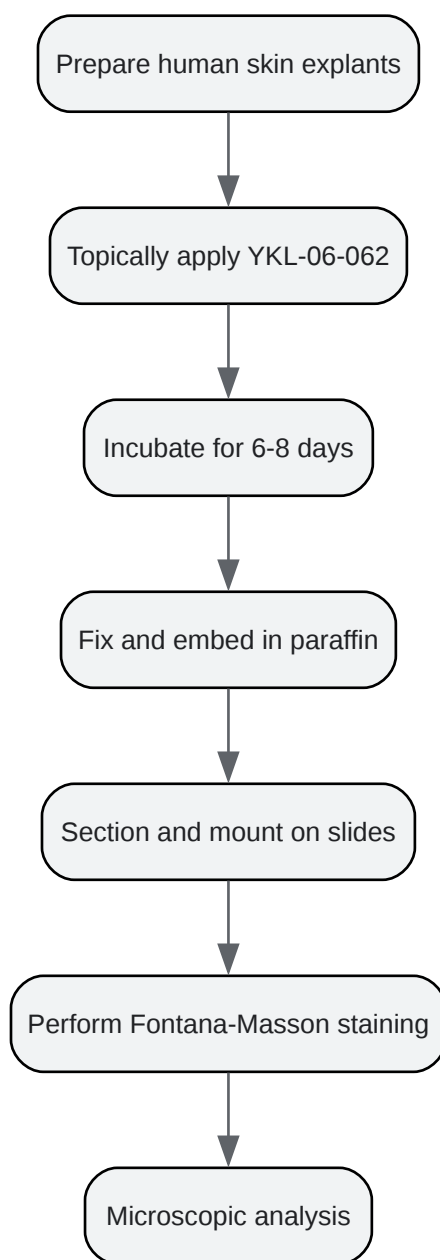 Prepare human skin explants
Topically apply YKL-06-062
Incubate for 6-8 days
Fix and embed in paraffin
Section and mount on slides
Perform Fontana-Masson staining
Microscopic analysis